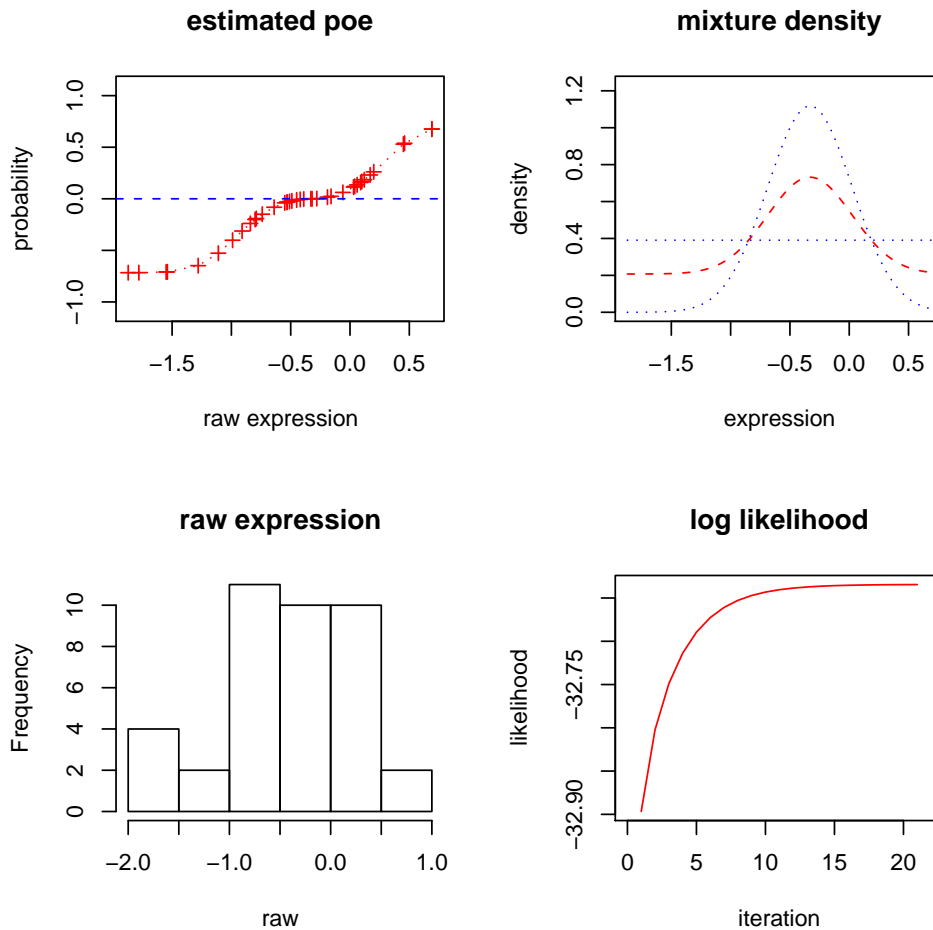 estimated poe
probability
1.0
0.5
0.0
−1.0
−1.5
−0.5
0.0
0.5
raw expression
mixture density
density
1.2
0.8
0.4
0.0
−1.5
−0.5
0.5
expression
raw expression
Frequency
10
8
6
4
2
0
−2.0
−1.0
0.0
1.0
raw
log likelihood
likelihood
−32.75
−32.90
0
5
10
15
20
iteration